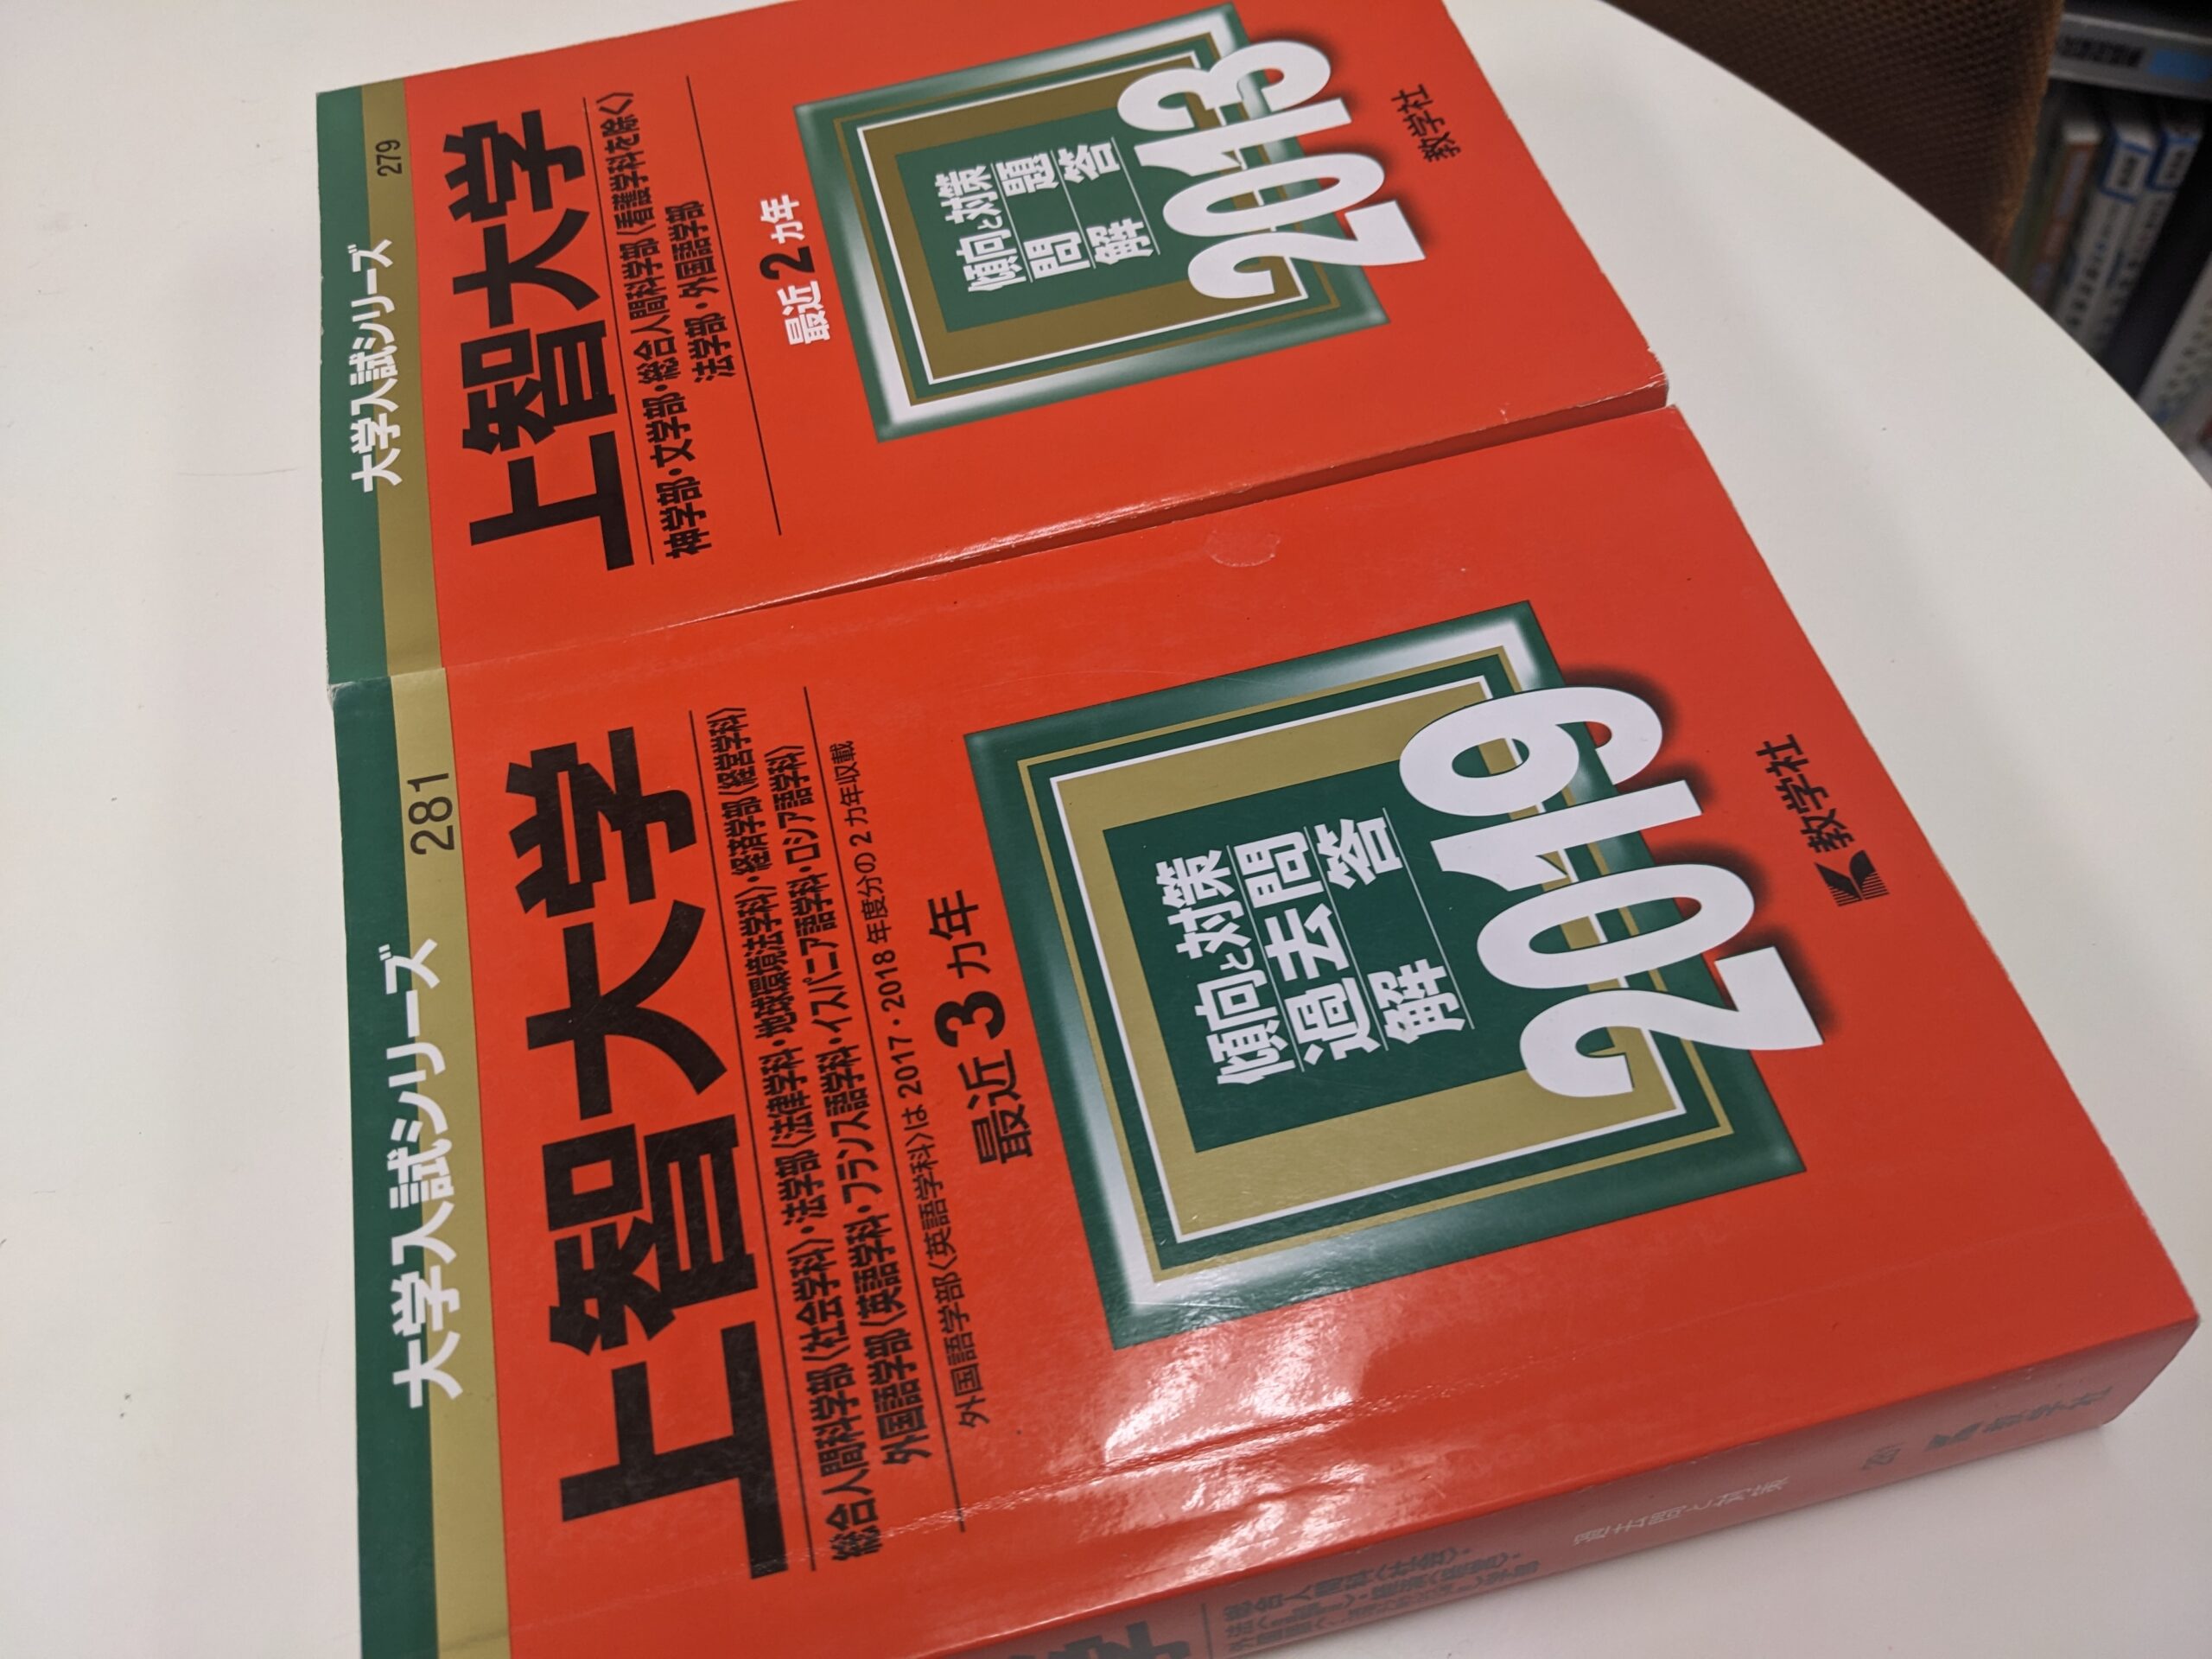 大学入試シリーズ
279
上智大学
神学部・文学部・総合人間科学部〈看護学科を除く〉
法学部・外国語学部
最近2カ年
傾向と対策
問題
解答
2013
教学社
大学入試シリーズ
281
上智大学
総合人間科学部〈社会学科〉・法学部〈法律学科・地球環境法学科〉・経済学部〈経営学科〉
外国語学部〈英語学科・フランス語学科・イスパニア語学科・ロシア語学科〉
外国語学部〈英語学科〉は2017・2018年度分の2カ年収載
最近3カ年
傾向と対策
過去問
解答
2019
教学社
過去問と対策
281
教学社